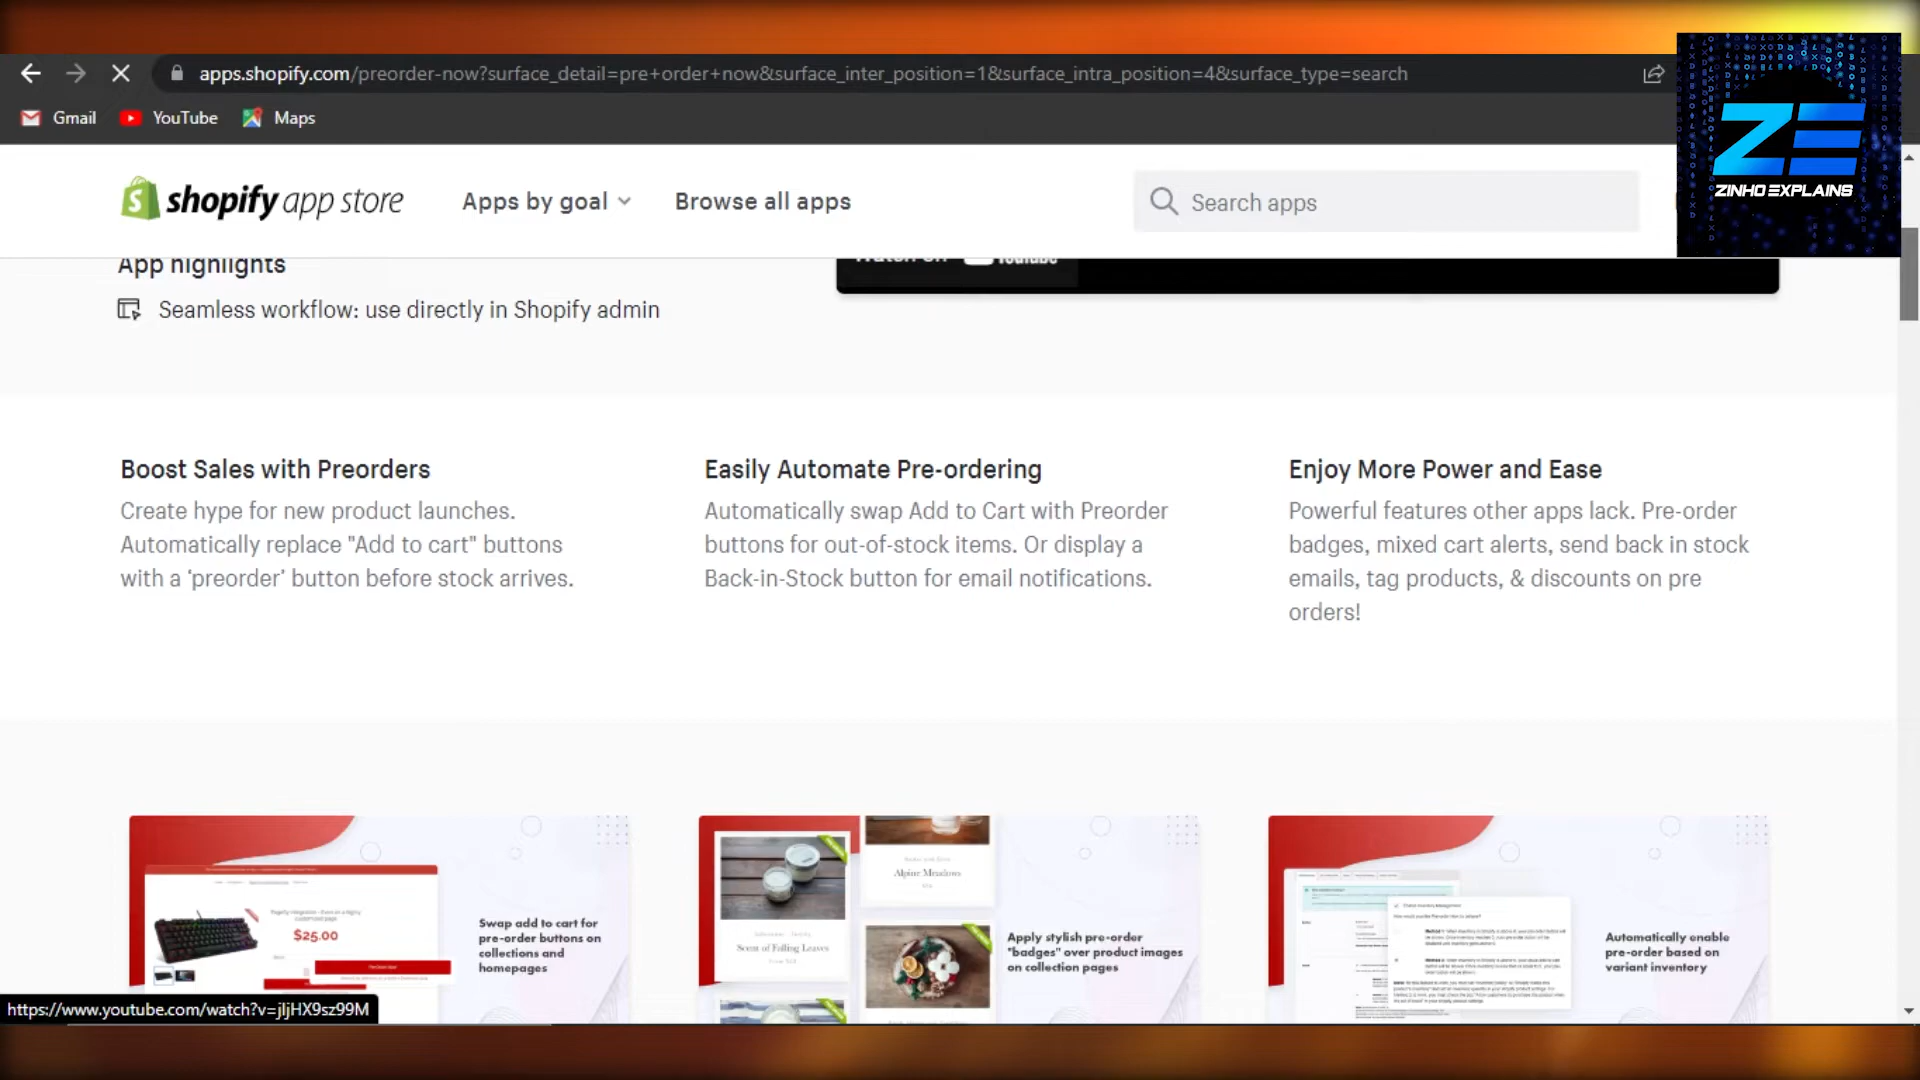 apps.shopify.com/preorder-now?surface_detail=pre+order+now&surface_inter_position=1&surface_intra_position=4&surface_type=search
Gmail YouTube Maps
ZE
ZINHO EXPLAINS
shopify app store Apps by goal Browse all apps Search apps
App highlights
Watch on YouTube
Seamless workflow: use directly in Shopify admin
Boost Sales with Preorders
Create hype for new product launches.
Automatically replace "Add to cart" buttons
with a ‘preorder’ button before stock arrives.
Easily Automate Pre-ordering
Automatically swap Add to Cart with Preorder
buttons for out-of-stock items. Or display a
Back-in-Stock button for email notifications.
Enjoy More Power and Ease
Powerful features other apps lack. Pre-order
badges, mixed cart alerts, send back in stock
emails, tag products, & discounts on pre
orders!
$25.00
Swap add to cart for
pre-order buttons on
collections and
homepages
Alpine Meadows
Scent of Falling Leaves
Apply stylish pre-order
"badges" over product images
on collection pages
Automatically enable
pre-order based on
variant inventory
https://www.youtube.com/watch?v=jljHX9sz99M